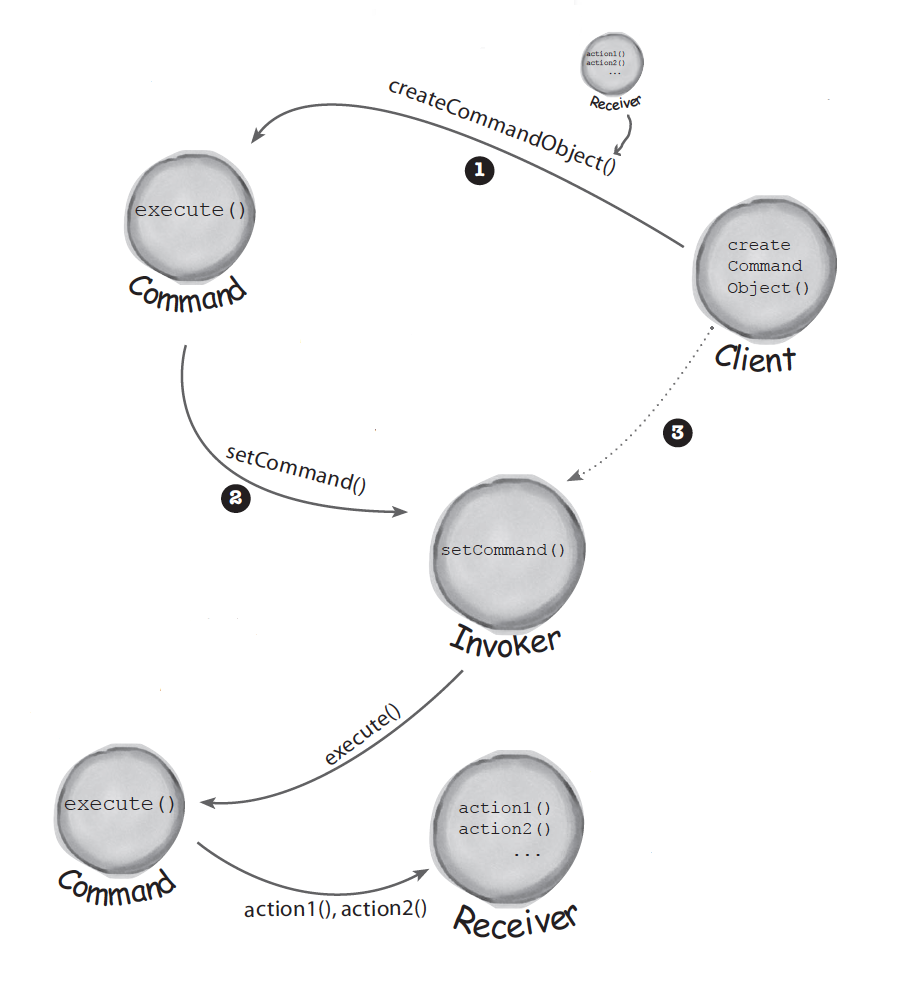 action1()
action2()
...
Receiver
createCommandObject()
1
execute()
Command
create
Command
Object()
Client
3
setCommand()
2
setCommand()
Invoker
execute()
execute()
Command
action1()
action2()
...
action1(), action2()
Receiver